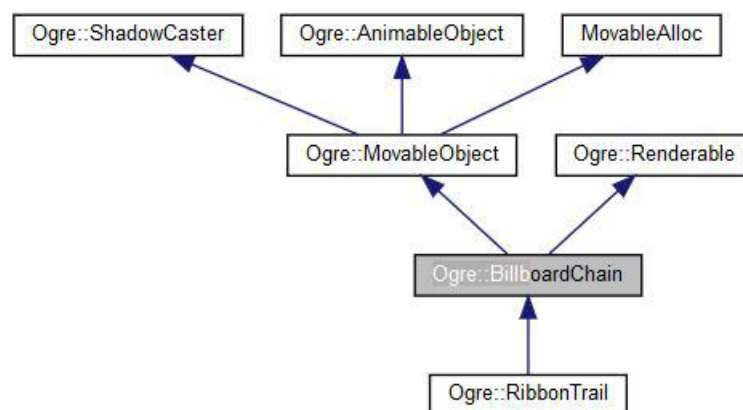 Ogre::ShadowCaster Ogre::AnimableObject MovableAlloc
Ogre::MovableObject Ogre::Renderable
Ogre::BillboardChain
Ogre::RibbonTrail